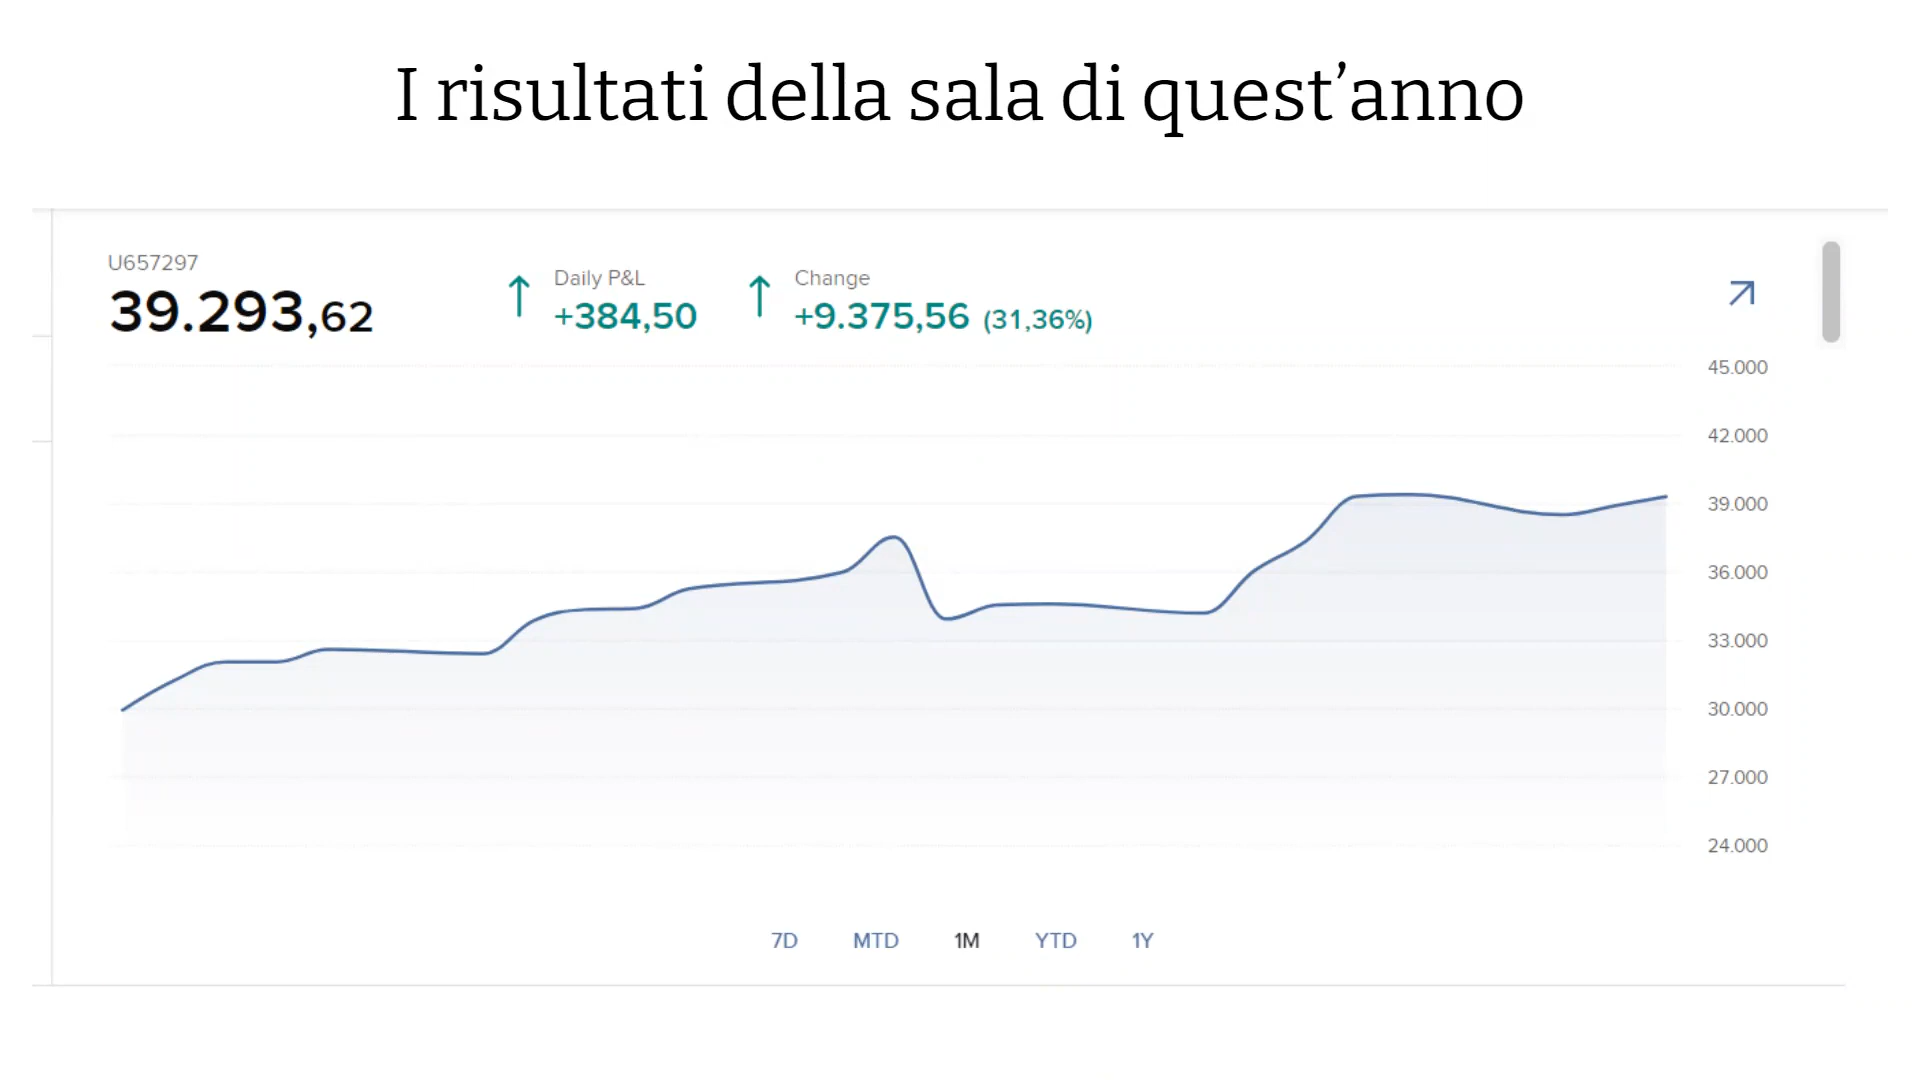 I risultati della sala di quest’anno
U657297
39.293,62
Daily P&L
+384,50
Change
+9.375,56 (31,36%)
45.000
42.000
39.000
36.000
33.000
30.000
27.000
24.000
7D MTD 1M YTD 1Y